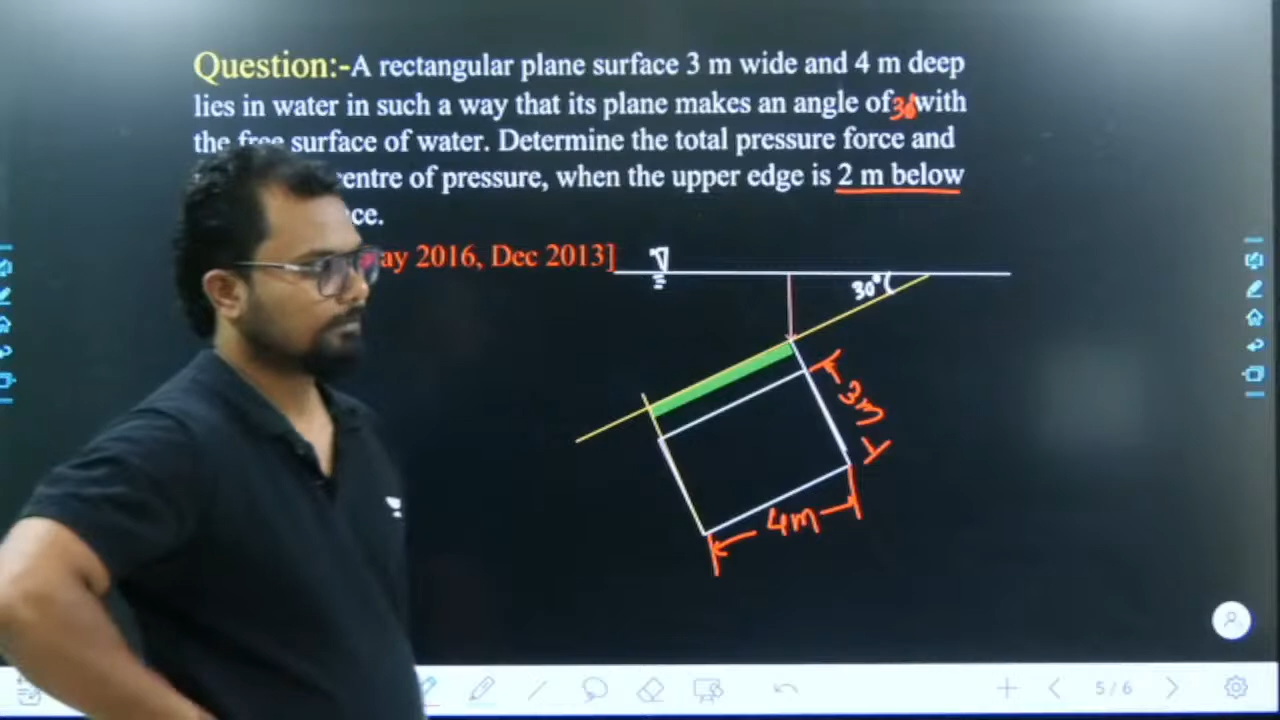 Question:-A rectangular plane surface 3 m wide and 4 m deep
lies in water in such a way that its plane makes an angle of 30 with
the free surface of water. Determine the total pressure force and
entre of pressure, when the upper edge is 2 m below
ce.
ay 2016, Dec 2013]
30°
3m
4m
5/6